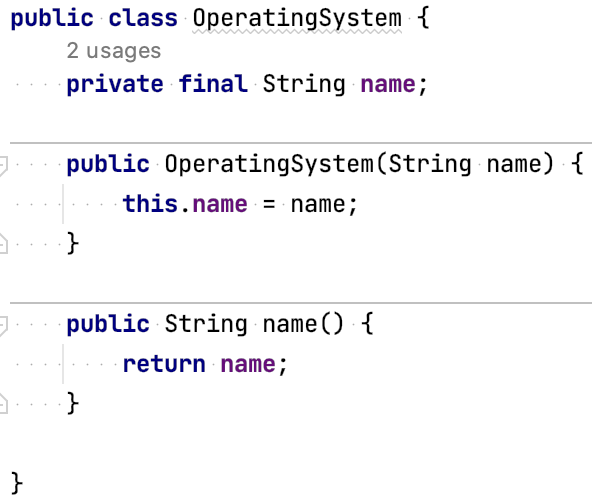 public class OperatingSystem {
2 usages
private final String name;
public OperatingSystem(String name) {
this.name = name;
}
public String name() {
return name;
}
}